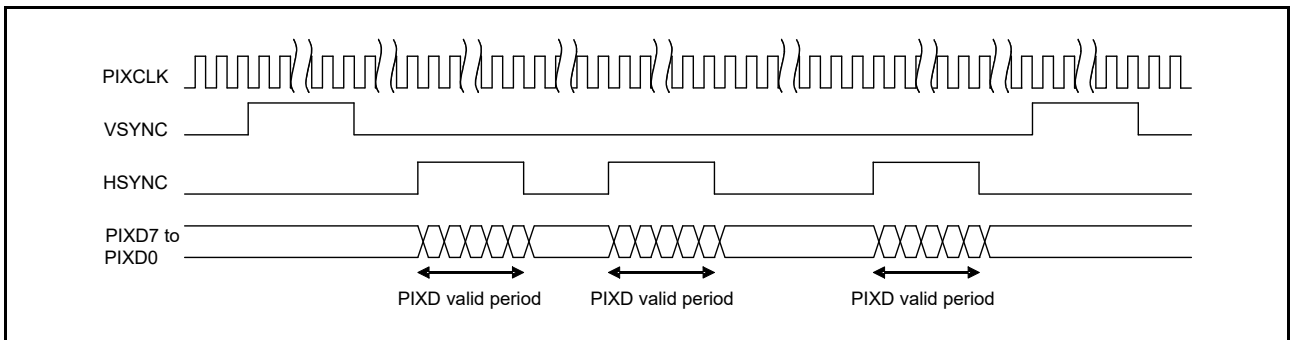 PIXCLK
VSYNC
HSYNC
PIXD7 to
PIXD0
PIXD valid period PIXD valid period PIXD valid period